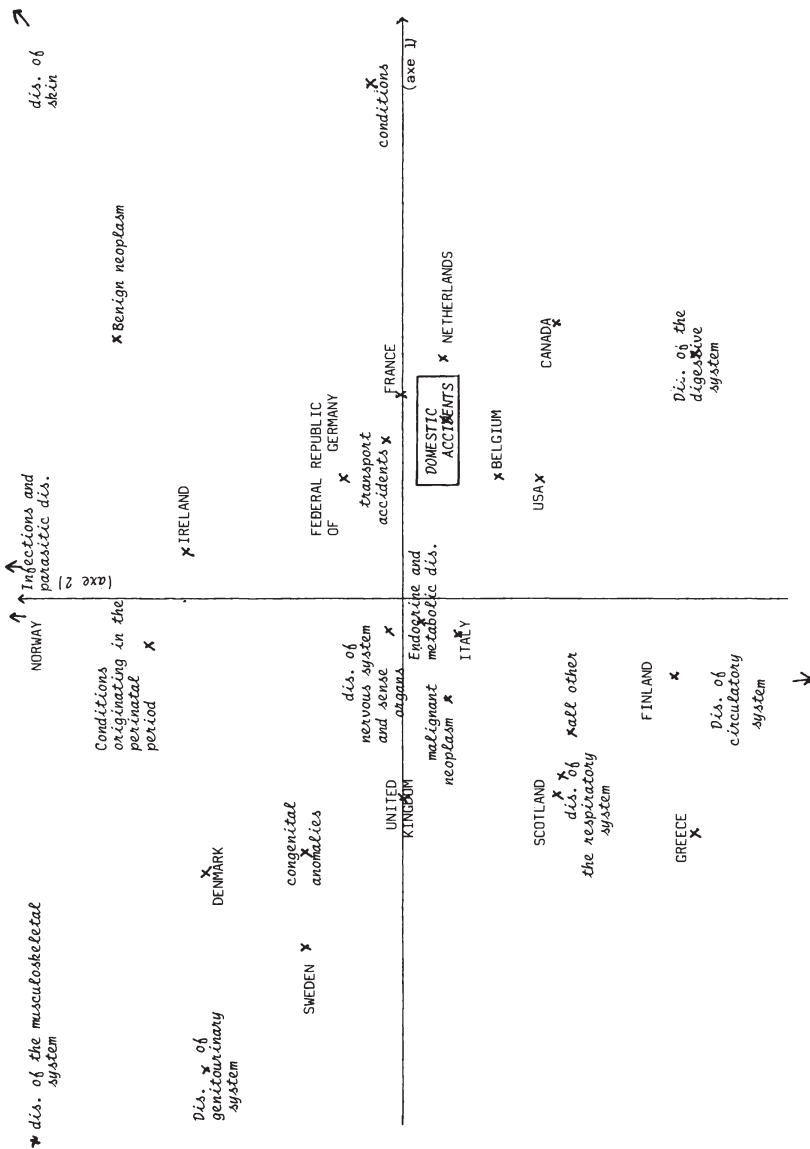 dis. of the musculoskeletal
system
NORWAY
Infections and
parasitic dis.
dis. of
skin
(axe 2)
Conditions
originating in the
perinatal
period
Benign neoplasm
IRELAND
DENMARK
Dis. of
genitourinary
system
congenital
anomalies
SWEDEN
FEDERAL REPUBLIC
OF GERMANY
dis. of
nervous system
and sense
organs
transport
accidents
conditions
(axe 1)
FRANCE
UNITED
KINGDOM
Endocrine and
metabolic dis.
DOMESTIC
ACCIDENTS
NETHERLANDS
malignant
neoplasm
ITALY
BELGIUM
USA
CANADA
SCOTLAND
dis. of
the respiratory
system
all other
FINLAND
GREECE
Dis. of
circulatory
system
Dis. of the
digestive
system